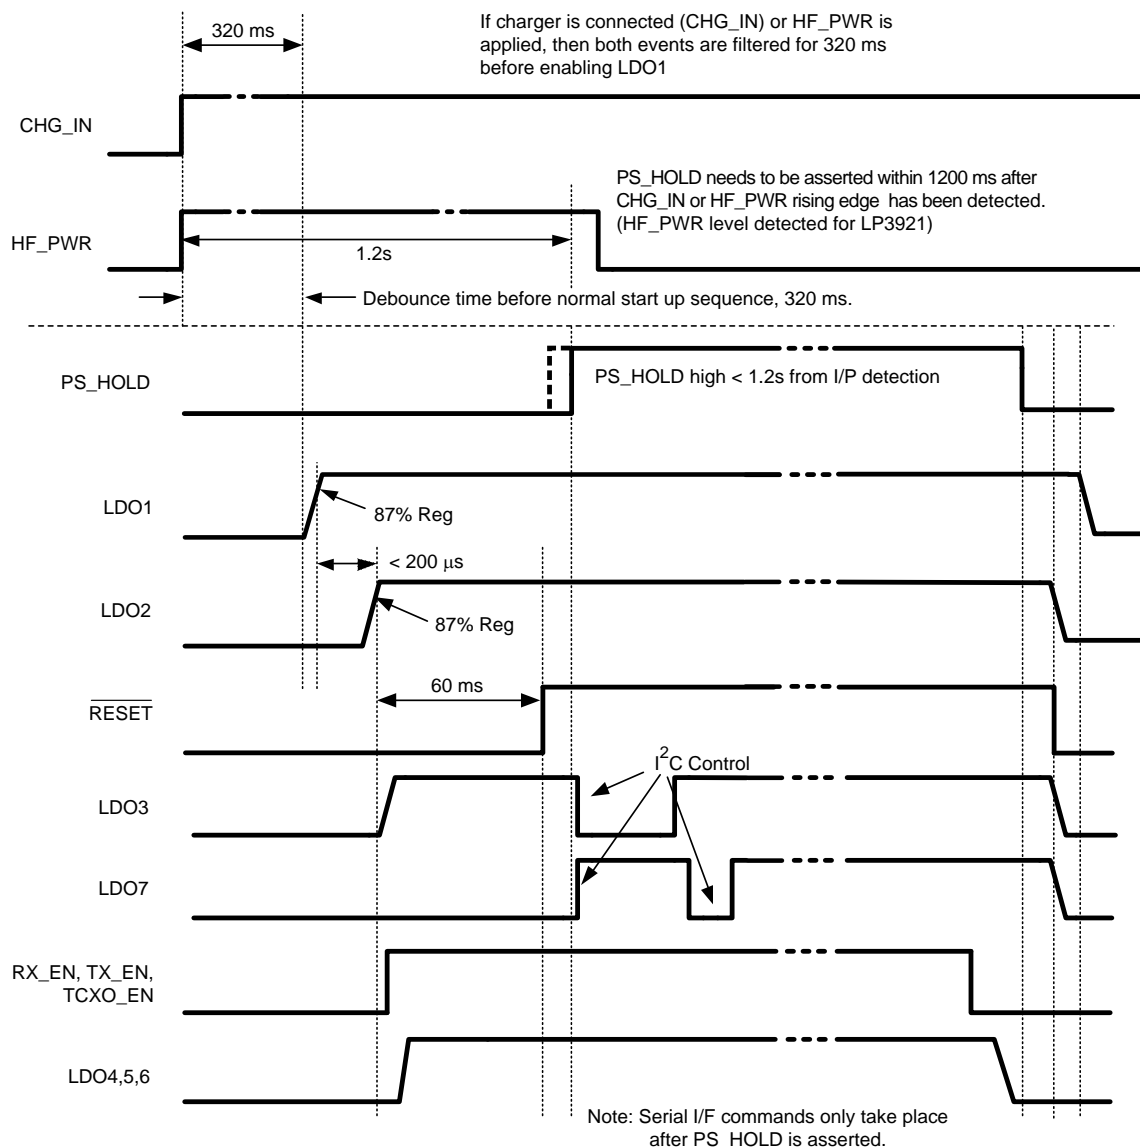 320 ms
If charger is connected (CHG_IN) or HF_PWR is
applied, then both events are filtered for 320 ms
before enabling LDO1
CHG_IN
PS_HOLD needs to be asserted within 1200 ms after
CHG_IN or HF_PWR rising edge has been detected.
(HF_PWR level detected for LP3921)
HF_PWR
1.2s
Debounce time before normal start up sequence, 320 ms.
PS_HOLD
PS_HOLD high < 1.2s from I/P detection
LDO1
87% Reg
< 200 μs
LDO2
87% Reg
60 ms
RESET
I2C Control
LDO3
LDO7
RX_EN, TX_EN,
TCXO_EN
LDO4,5,6
Note: Serial I/F commands only take place
after PS_HOLD is asserted.